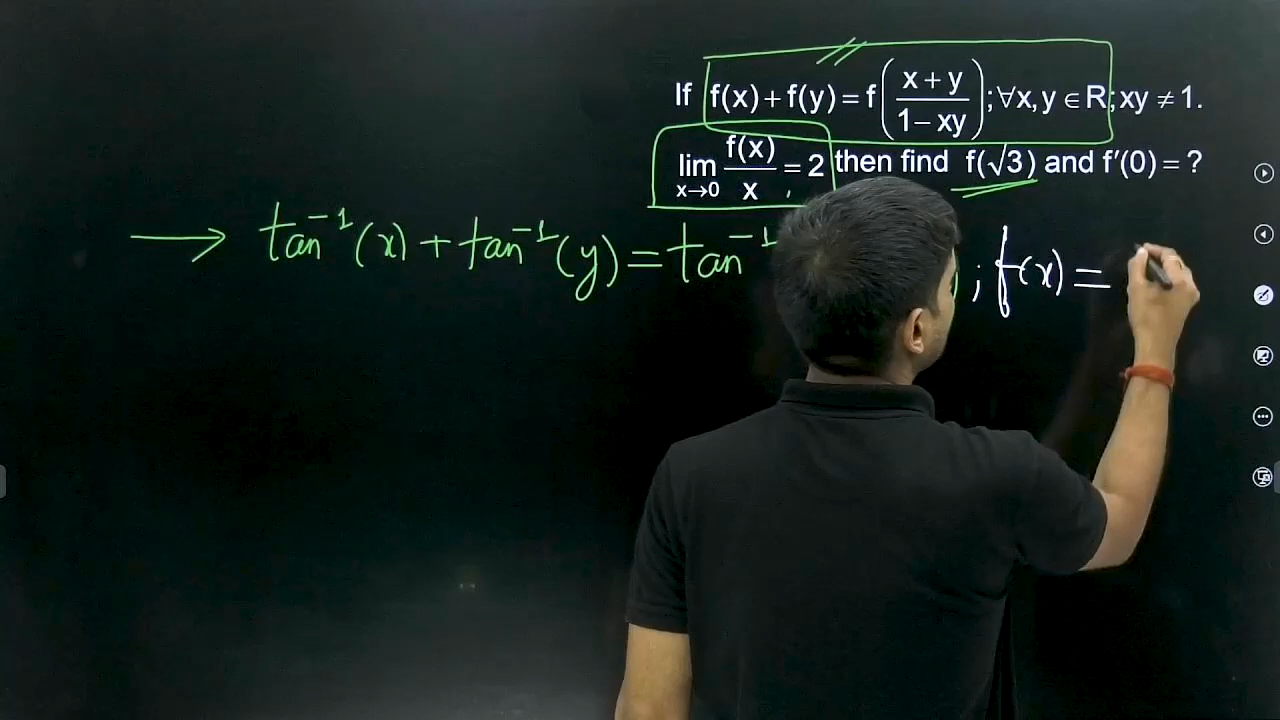 If f(x) + f(y) = f((x + y)/(1 - xy)); ∀x, y ∈ R; xy ≠ 1.
lim x→0 f(x)/x = 2 then find f(√3) and f′(0) = ?
→ tan⁻¹(x) + tan⁻¹(y) = tan⁻¹ ) ; f(x) =